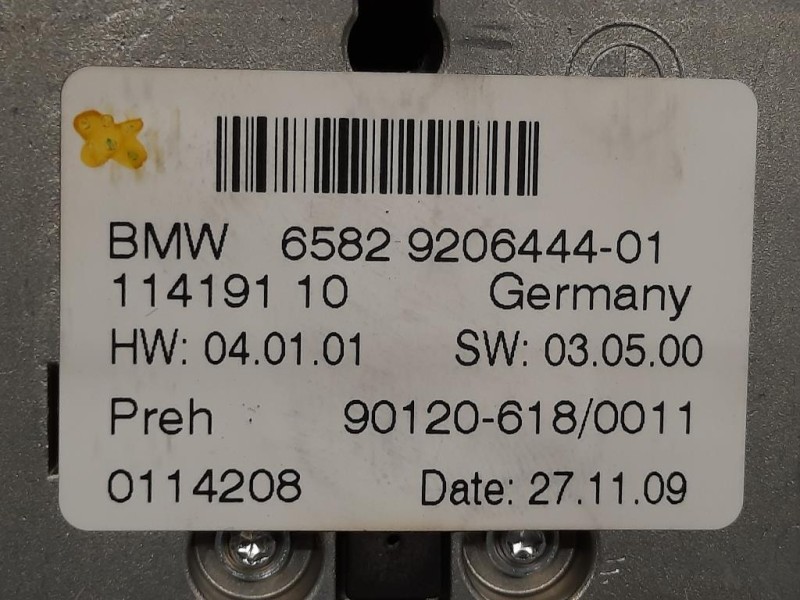 BMW 6582 9206444-01
114191 10 Germany
HW: 04.01.01 SW: 03.05.00
Preh 90120-618/0011
0114208 Date: 27.11.09